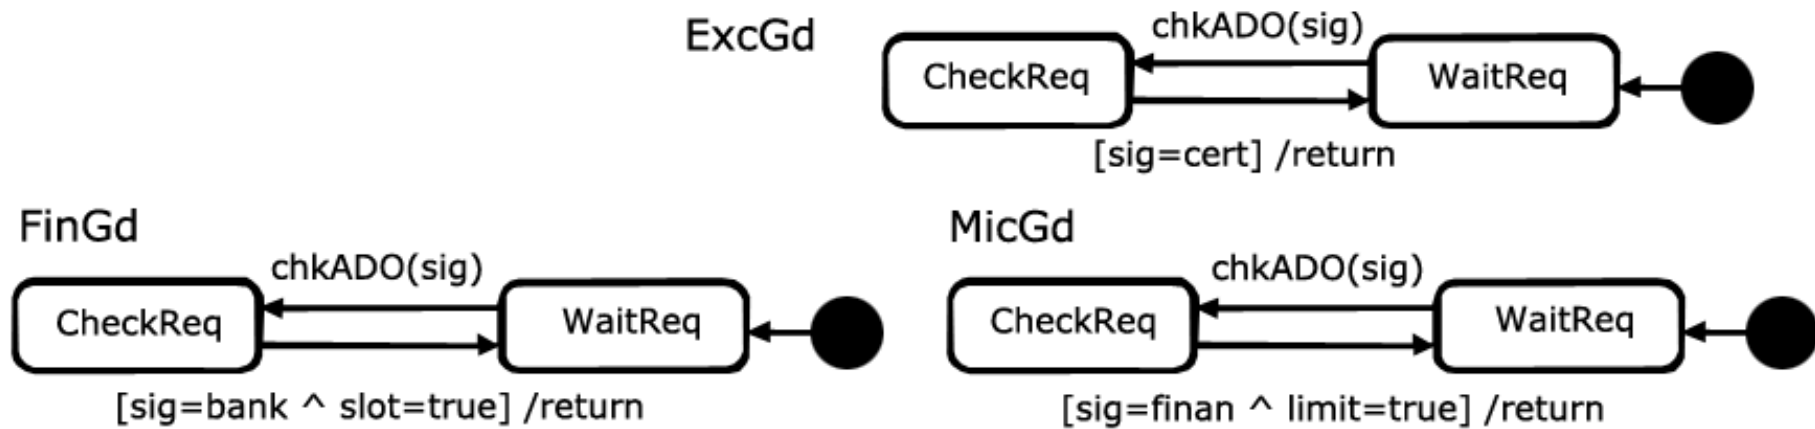 ExcGd
chkADO(sig)
CheckReq
WaitReq
[sig=cert] /return
FinGd
chkADO(sig)
CheckReq
WaitReq
[sig=bank ^ slot=true] /return
MicGd
chkADO(sig)
CheckReq
WaitReq
[sig=finan ^ limit=true] /return